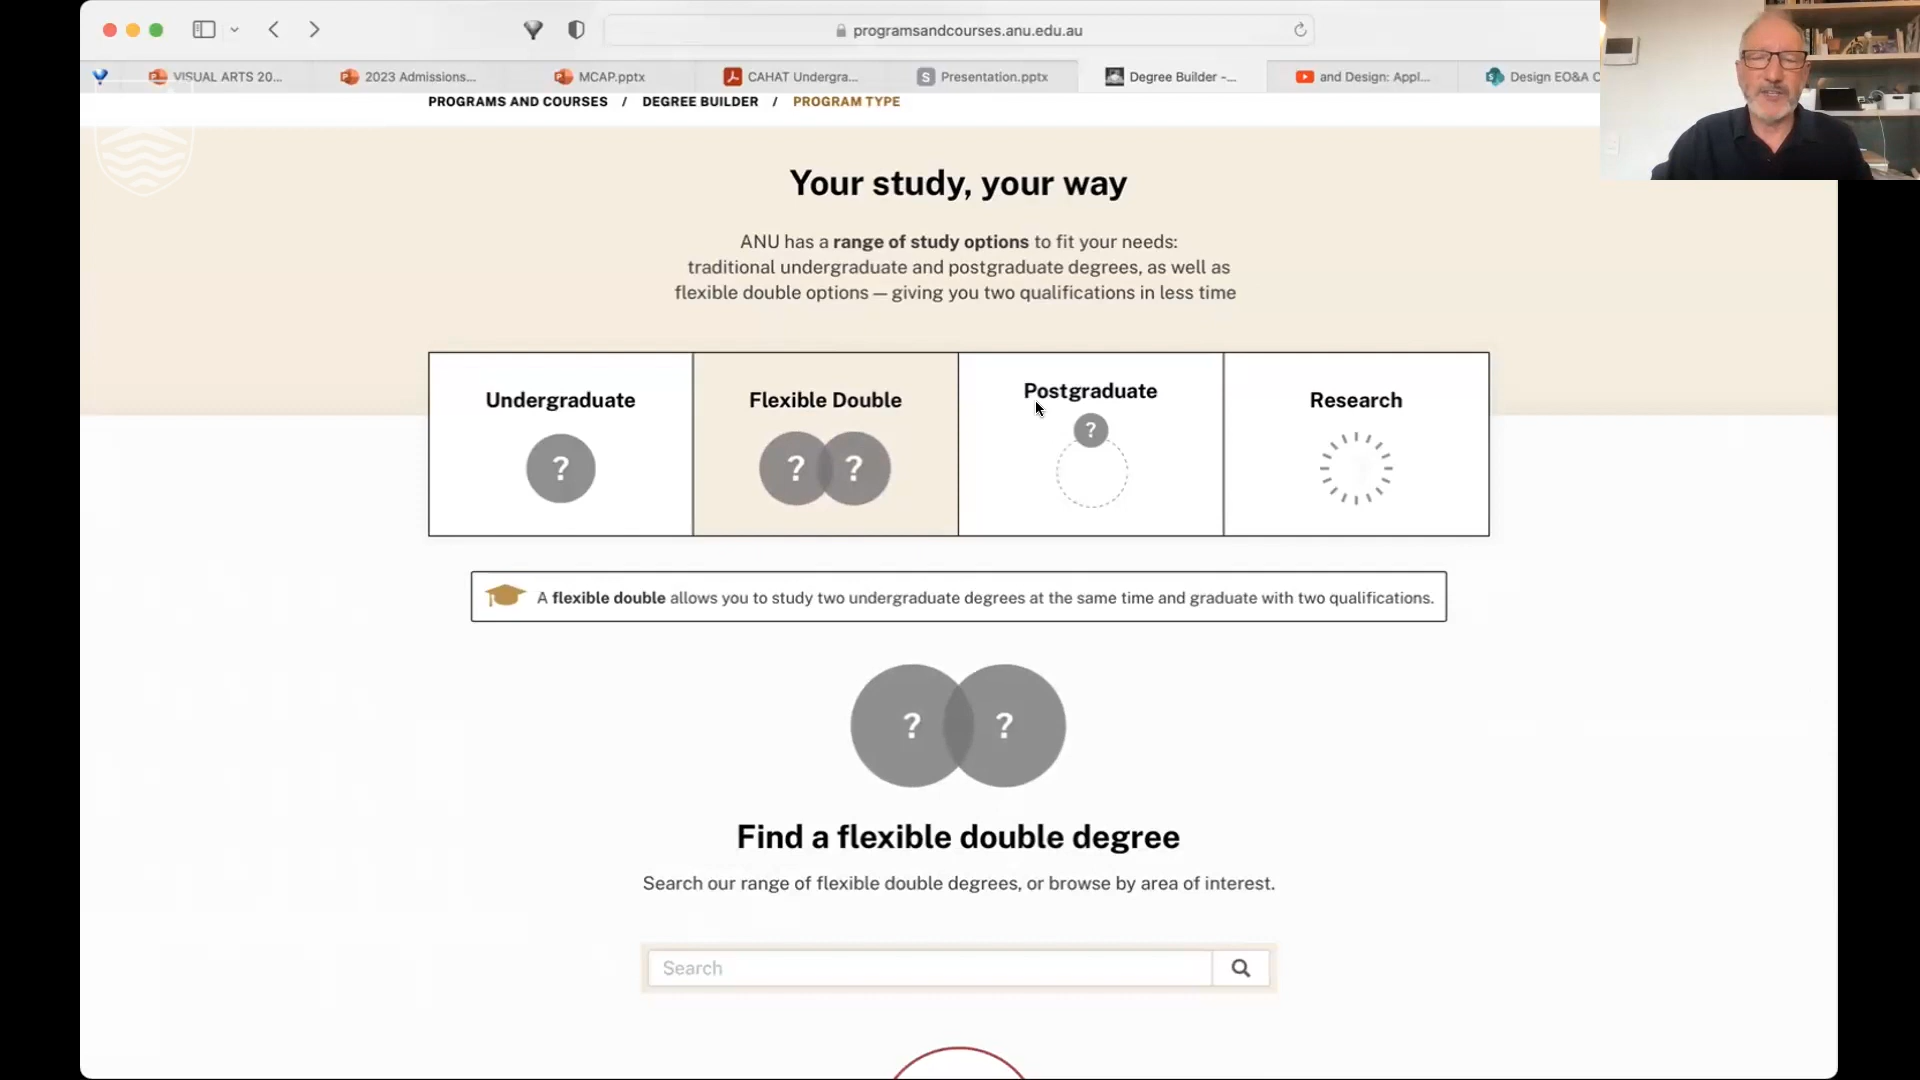 programsandcourses.anu.edu.au
VISUAL ARTS 20...
2023 Admissions...
MCAP.pptx
CAHAT Undergra...
S Presentation.pptx
Degree Builder -...
and Design: Appl...
Design EO&A C
PROGRAMS AND COURSES / DEGREE BUILDER / PROGRAM TYPE
Your study, your way
ANU has a range of study options to fit your needs:
traditional undergraduate and postgraduate degrees, as well as
flexible double options — giving you two qualifications in less time
Undergraduate
?
Flexible Double
? ?
Postgraduate
?
Research
A flexible double allows you to study two undergraduate degrees at the same time and graduate with two qualifications.
? ?
Find a flexible double degree
Search our range of flexible double degrees, or browse by area of interest.
Search